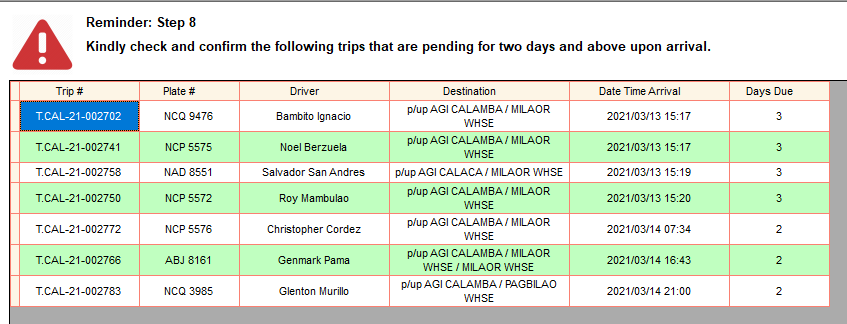 Reminder: Step 8
Kindly check and confirm the following trips that are pending for two days and above upon arrival.
Trip # Plate # Driver Destination Date Time Arrival Days Due
T.CAL-21-002702 NCQ 9476 Bambito Ignacio p/up AGI CALAMBA / MILAOR WHSE 2021/03/13 15:17 3
T.CAL-21-002741 NCP 5575 Noel Berzuela p/up AGI CALAMBA / MILAOR WHSE 2021/03/13 15:17 3
T.CAL-21-002758 NAD 8551 Salvador San Andres p/up AGI CALACA / MILAOR WHSE 2021/03/13 15:19 3
T.CAL-21-002750 NCP 5572 Roy Mambulao p/up AGI CALAMBA / MILAOR WHSE 2021/03/13 15:20 3
T.CAL-21-002772 NCP 5576 Christopher Cordez p/up AGI CALAMBA / MILAOR WHSE 2021/03/14 07:34 2
T.CAL-21-002766 ABJ 8161 Genmark Pama p/up AGI CALAMBA / MILAOR WHSE / MILAOR WHSE 2021/03/14 16:43 2
T.CAL-21-002783 NCQ 3985 Glenton Murillo p/up AGI CALAMBA / PAGBILAO WHSE 2021/03/14 21:00 2